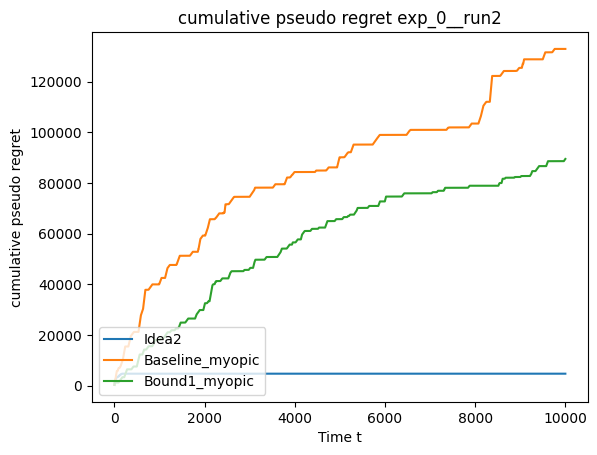 cumulative pseudo regret exp_0__run2
cumulative pseudo regret
120000
100000
80000
60000
40000
20000
0
Idea2
Baseline_myopic
Bound1_myopic
0 2000 4000 6000 8000 10000
Time t